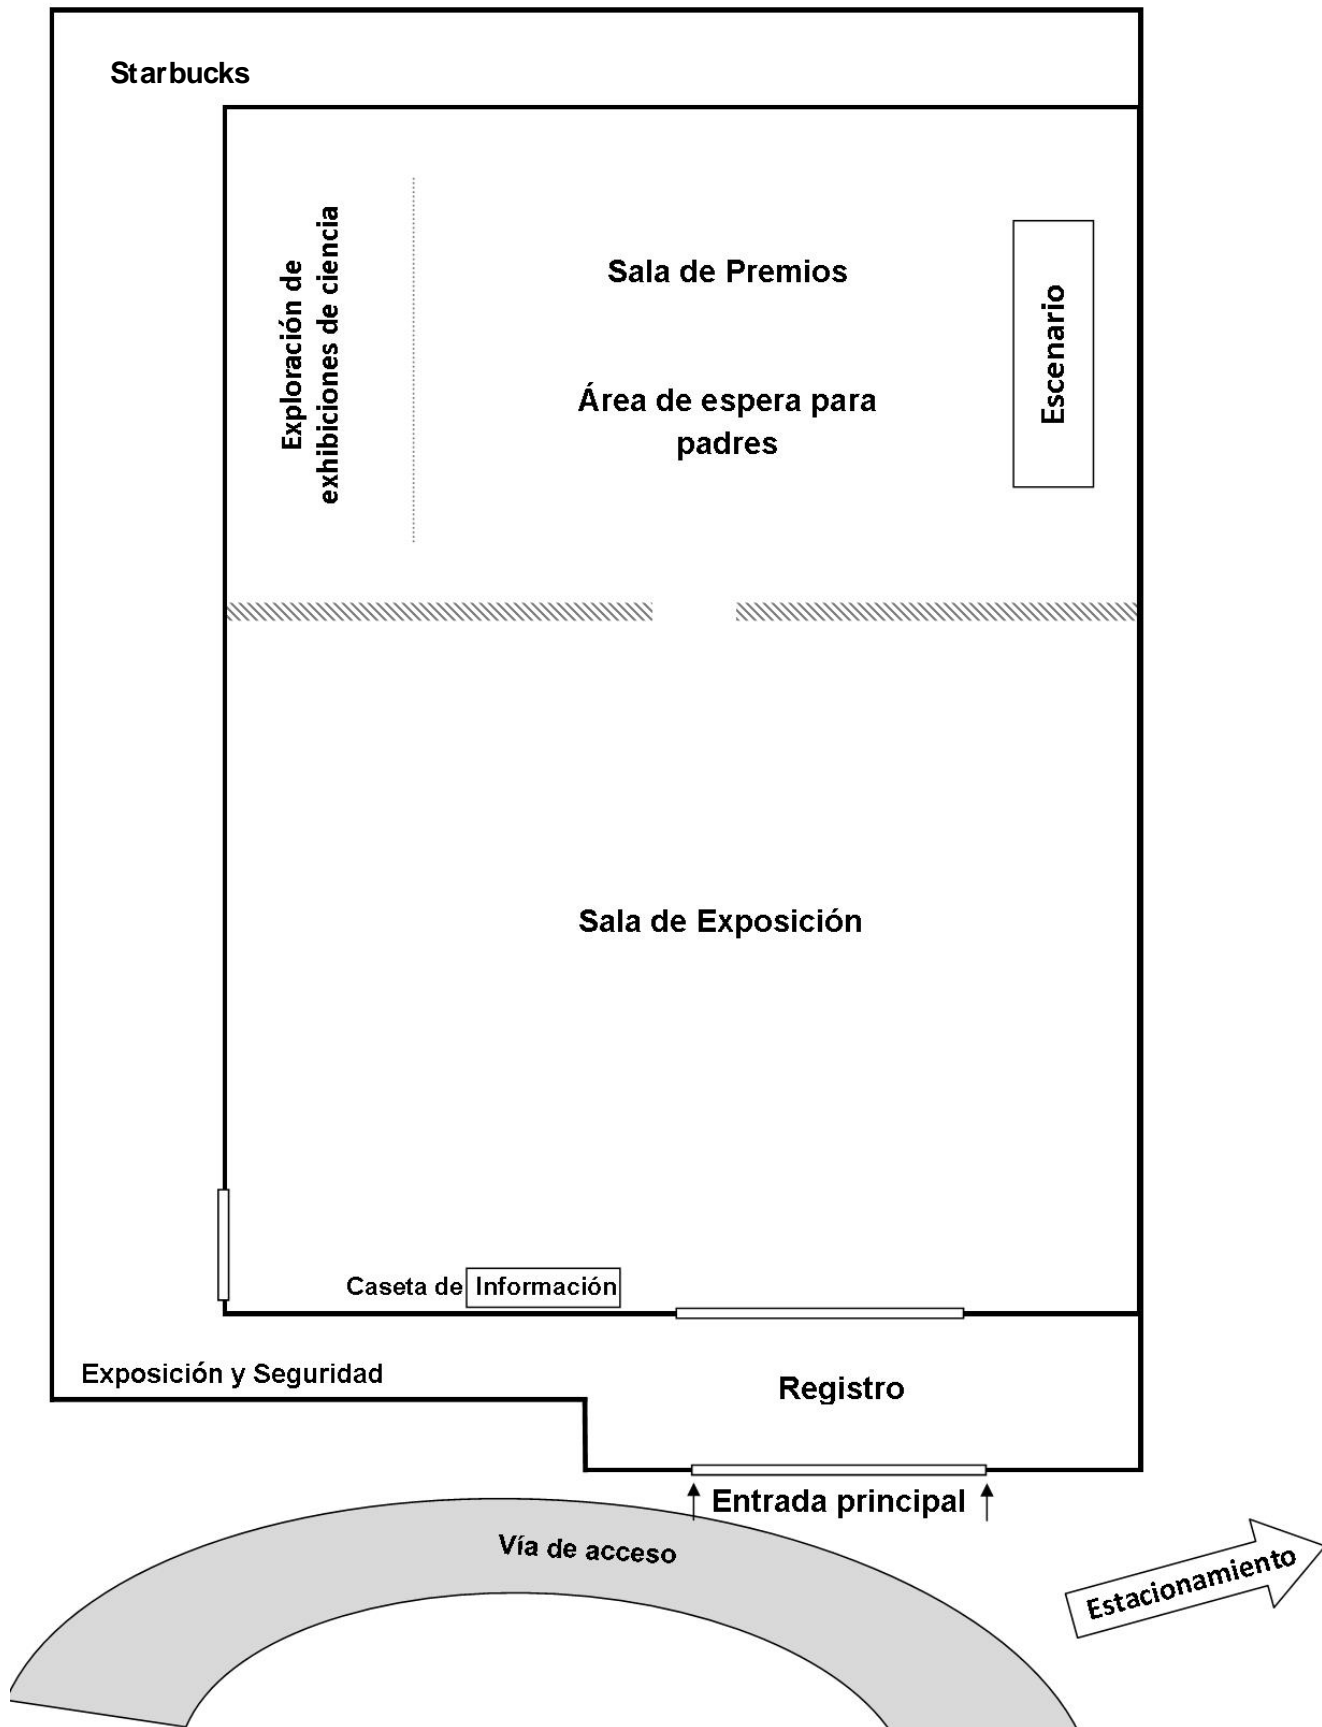 Starbucks
Exploración de
exhibiciones de ciencia
Sala de Premios
Escenario
Área de espera para
padres
Sala de Exposición
Caseta de Información
Exposición y Seguridad
Registro
Entrada principal
Vía de acceso
Estacionamiento